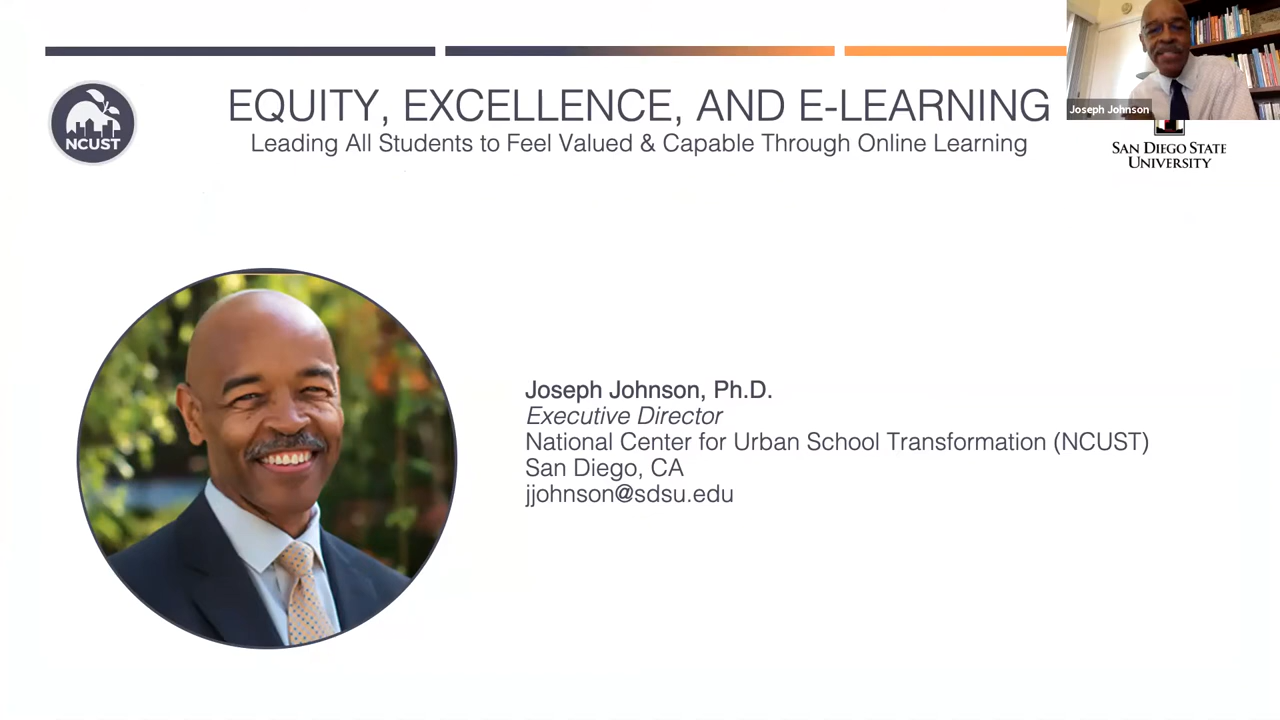 EQUITY, EXCELLENCE, AND E-LEARNING
Leading All Students to Feel Valued & Capable Through Online Learning
NCUST
Joseph Johnson
SAN DIEGO STATE
UNIVERSITY
Joseph Johnson, Ph.D.
Executive Director
National Center for Urban School Transformation (NCUST)
San Diego, CA
jjohnson@sdsu.edu